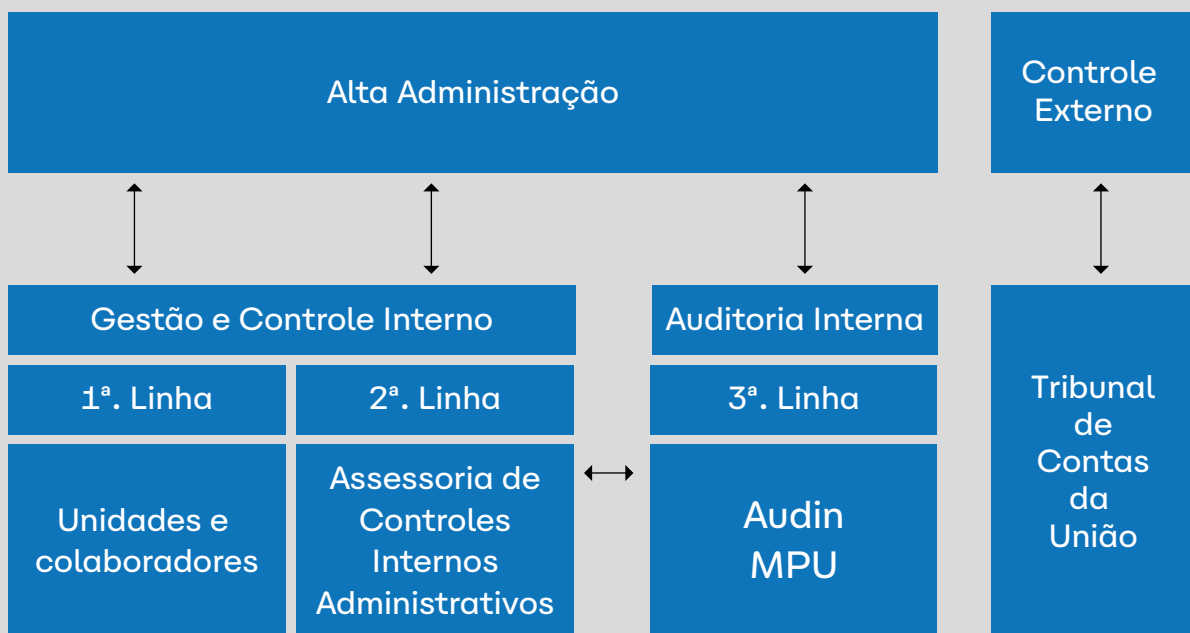 Alta Administração
Controle
Externo
Gestão e Controle Interno
Auditoria Interna
1ª. Linha
2ª. Linha
3ª. Linha
Unidades e
colaboradores
Assessoria de
Controles
Internos
Administrativos
Audin
MPU
Tribunal
de
Contas
da
União